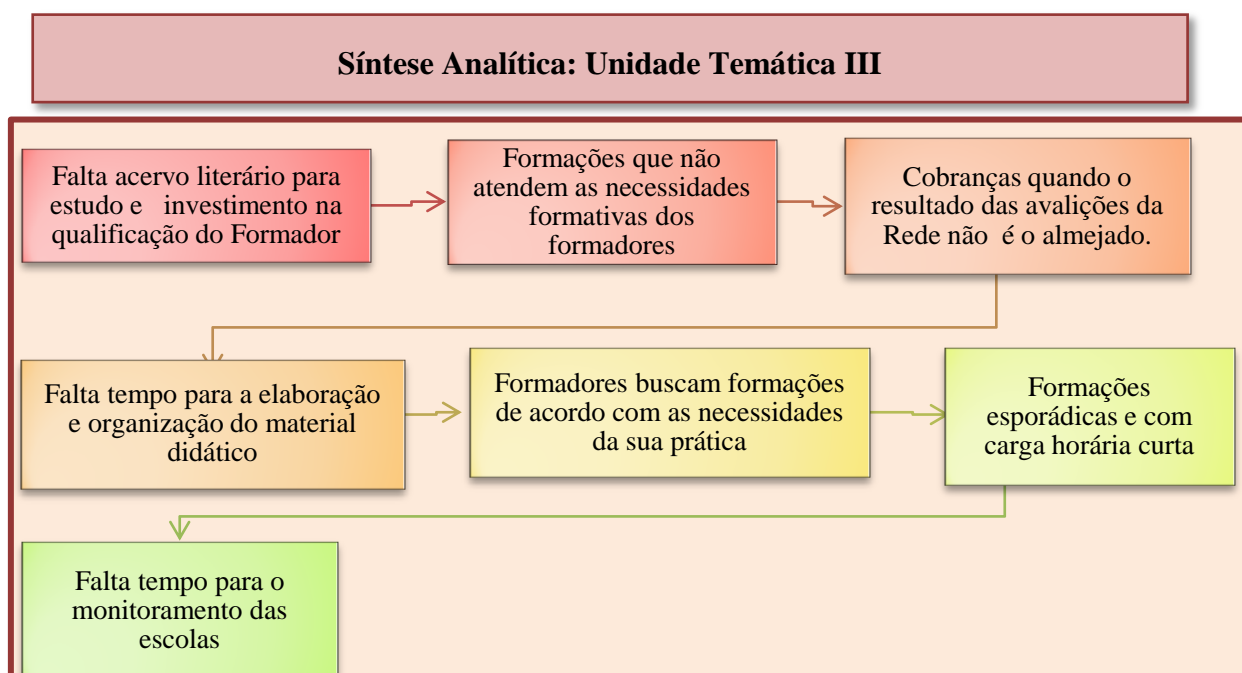 Síntese Analítica: Unidade Temática III
Falta acervo literário para
estudo e investimento na
qualificação do Formador
Formações que não
atendem as necessidades
formativas dos
formadores
Cobranças quando o
resultado das avalições da
Rede não é o almejado.
Falta tempo para a elaboração
e organização do material
didático
Formadores buscam formações
de acordo com as necessidades
da sua prática
Formações
esporádicas e com
carga horária curta
Falta tempo para o
monitoramento das
escolas